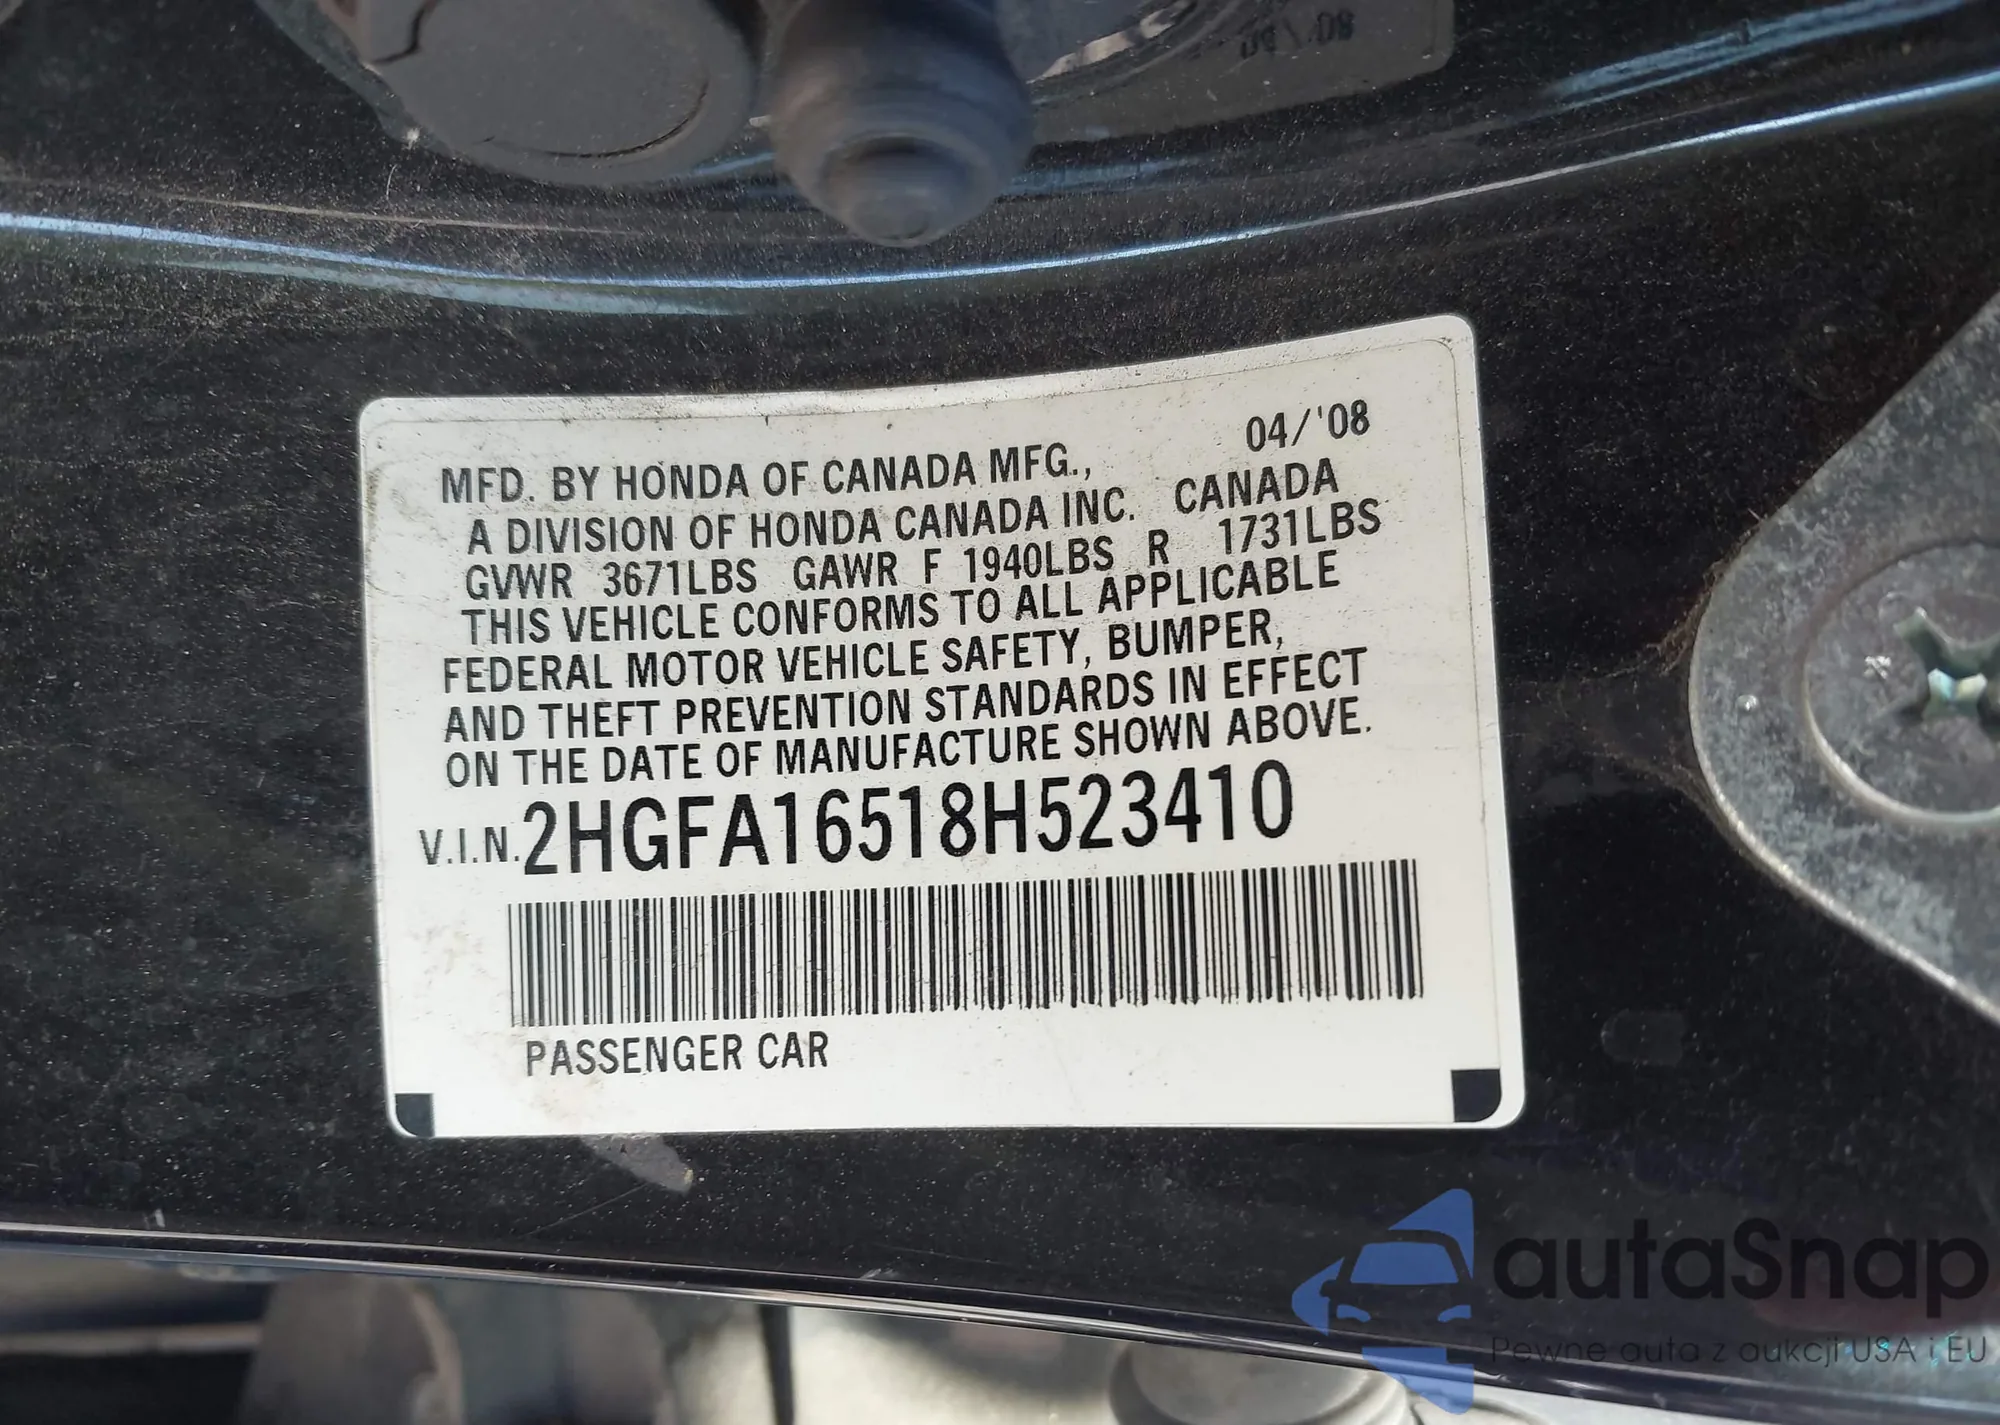 04/'08
MFD. BY HONDA OF CANADA MFG.,
A DIVISION OF HONDA CANADA INC. CANADA
GVWR 3671LBS GAWR F 1940LBS R 1731LBS
THIS VEHICLE CONFORMS TO ALL APPLICABLE
FEDERAL MOTOR VEHICLE SAFETY, BUMPER,
AND THEFT PREVENTION STANDARDS IN EFFECT
ON THE DATE OF MANUFACTURE SHOWN ABOVE.
V.I.N.2HGFA16518H523410
PASSENGER CAR
autaSnap
Pewne auta z aukcji USA i EU